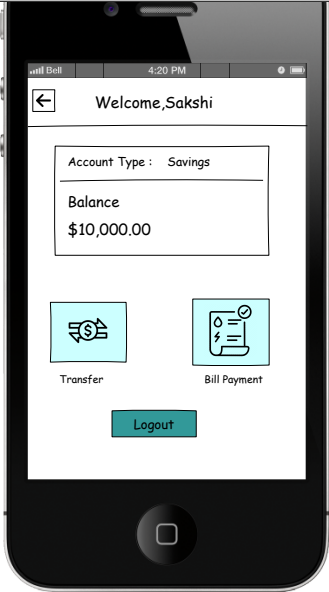 Bell 4:20 PM
Welcome,Sakshi
Account Type : Savings
Balance
$10,000.00
Transfer
Bill Payment
Logout